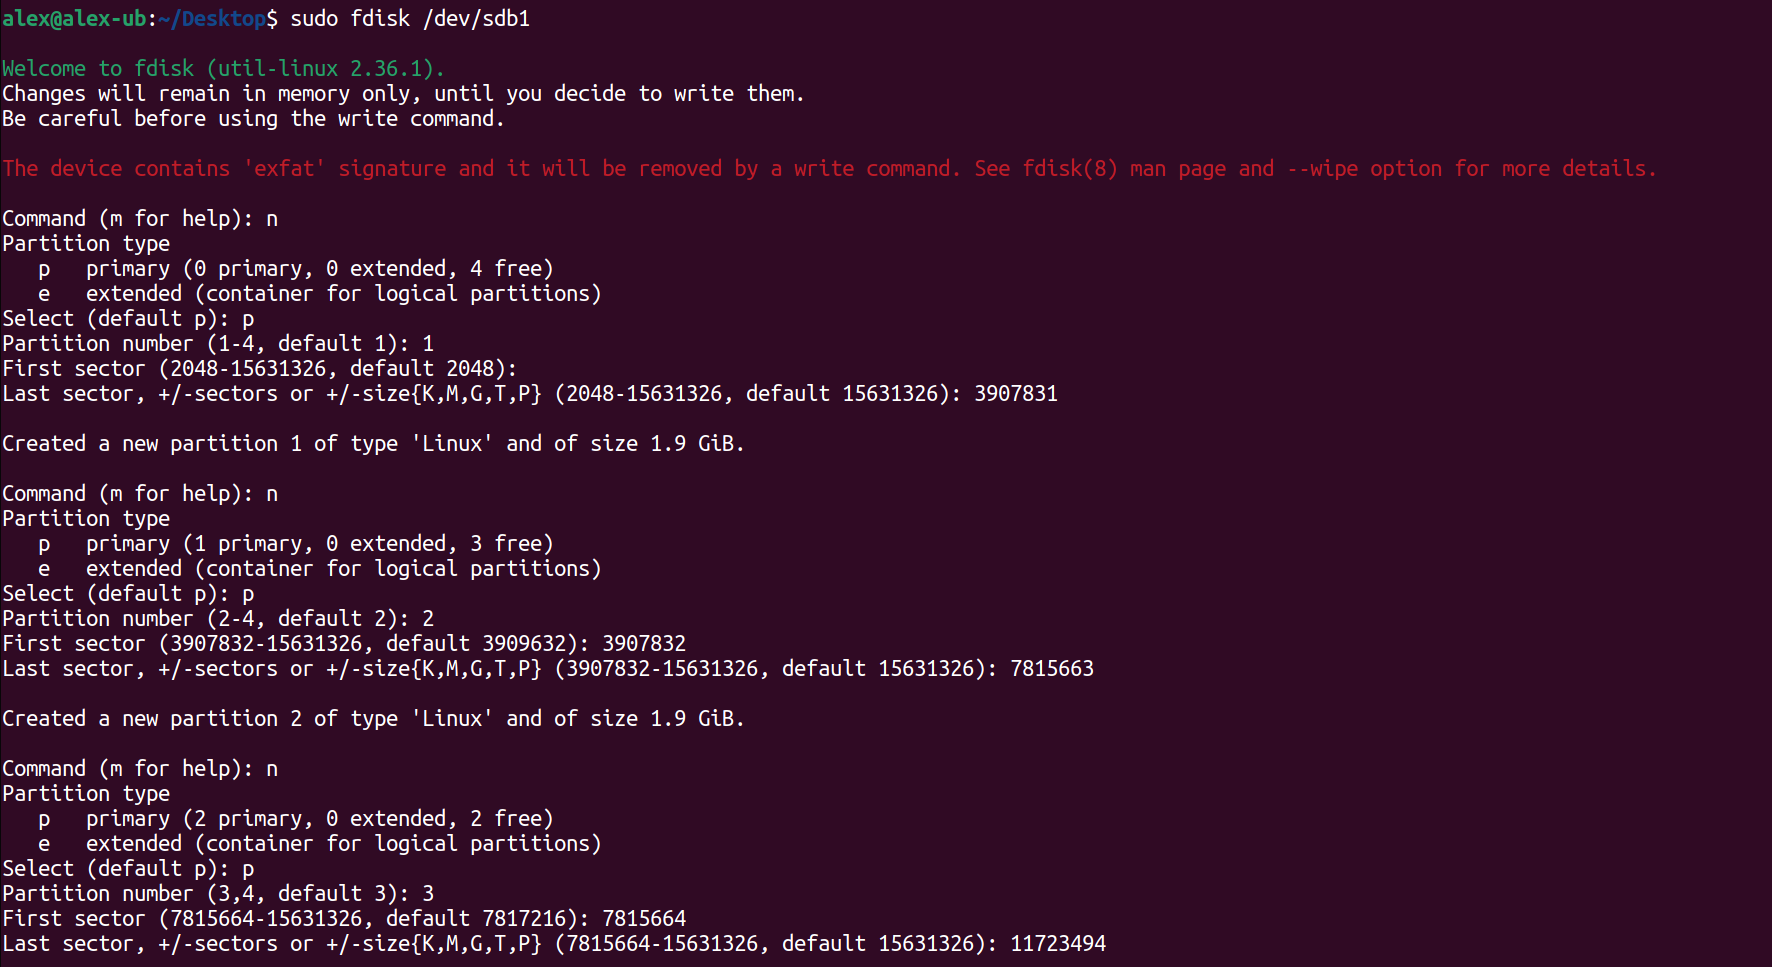 alex@alex-ub:~/Desktop$ sudo fdisk /dev/sdb1
Welcome to fdisk (util-linux 2.36.1).
Changes will remain in memory only, until you decide to write them.
Be careful before using the write command.
The device contains 'exfat' signature and it will be removed by a write command. See fdisk(8) man page and --wipe option for more details.
Command (m for help): n
Partition type
   p   primary (0 primary, 0 extended, 4 free)
   e   extended (container for logical partitions)
Select (default p): p
Partition number (1-4, default 1): 1
First sector (2048-15631326, default 2048):
Last sector, +/-sectors or +/-size{K,M,G,T,P} (2048-15631326, default 15631326): 3907831
Created a new partition 1 of type 'Linux' and of size 1.9 GiB.
Command (m for help): n
Partition type
   p   primary (1 primary, 0 extended, 3 free)
   e   extended (container for logical partitions)
Select (default p): p
Partition number (2-4, default 2): 2
First sector (3907832-15631326, default 3909632): 3907832
Last sector, +/-sectors or +/-size{K,M,G,T,P} (3907832-15631326, default 15631326): 7815663
Created a new partition 2 of type 'Linux' and of size 1.9 GiB.
Command (m for help): n
Partition type
   p   primary (2 primary, 0 extended, 2 free)
   e   extended (container for logical partitions)
Select (default p): p
Partition number (3,4, default 3): 3
First sector (7815664-15631326, default 7817216): 7815664
Last sector, +/-sectors or +/-size{K,M,G,T,P} (7815664-15631326, default 15631326): 11723494